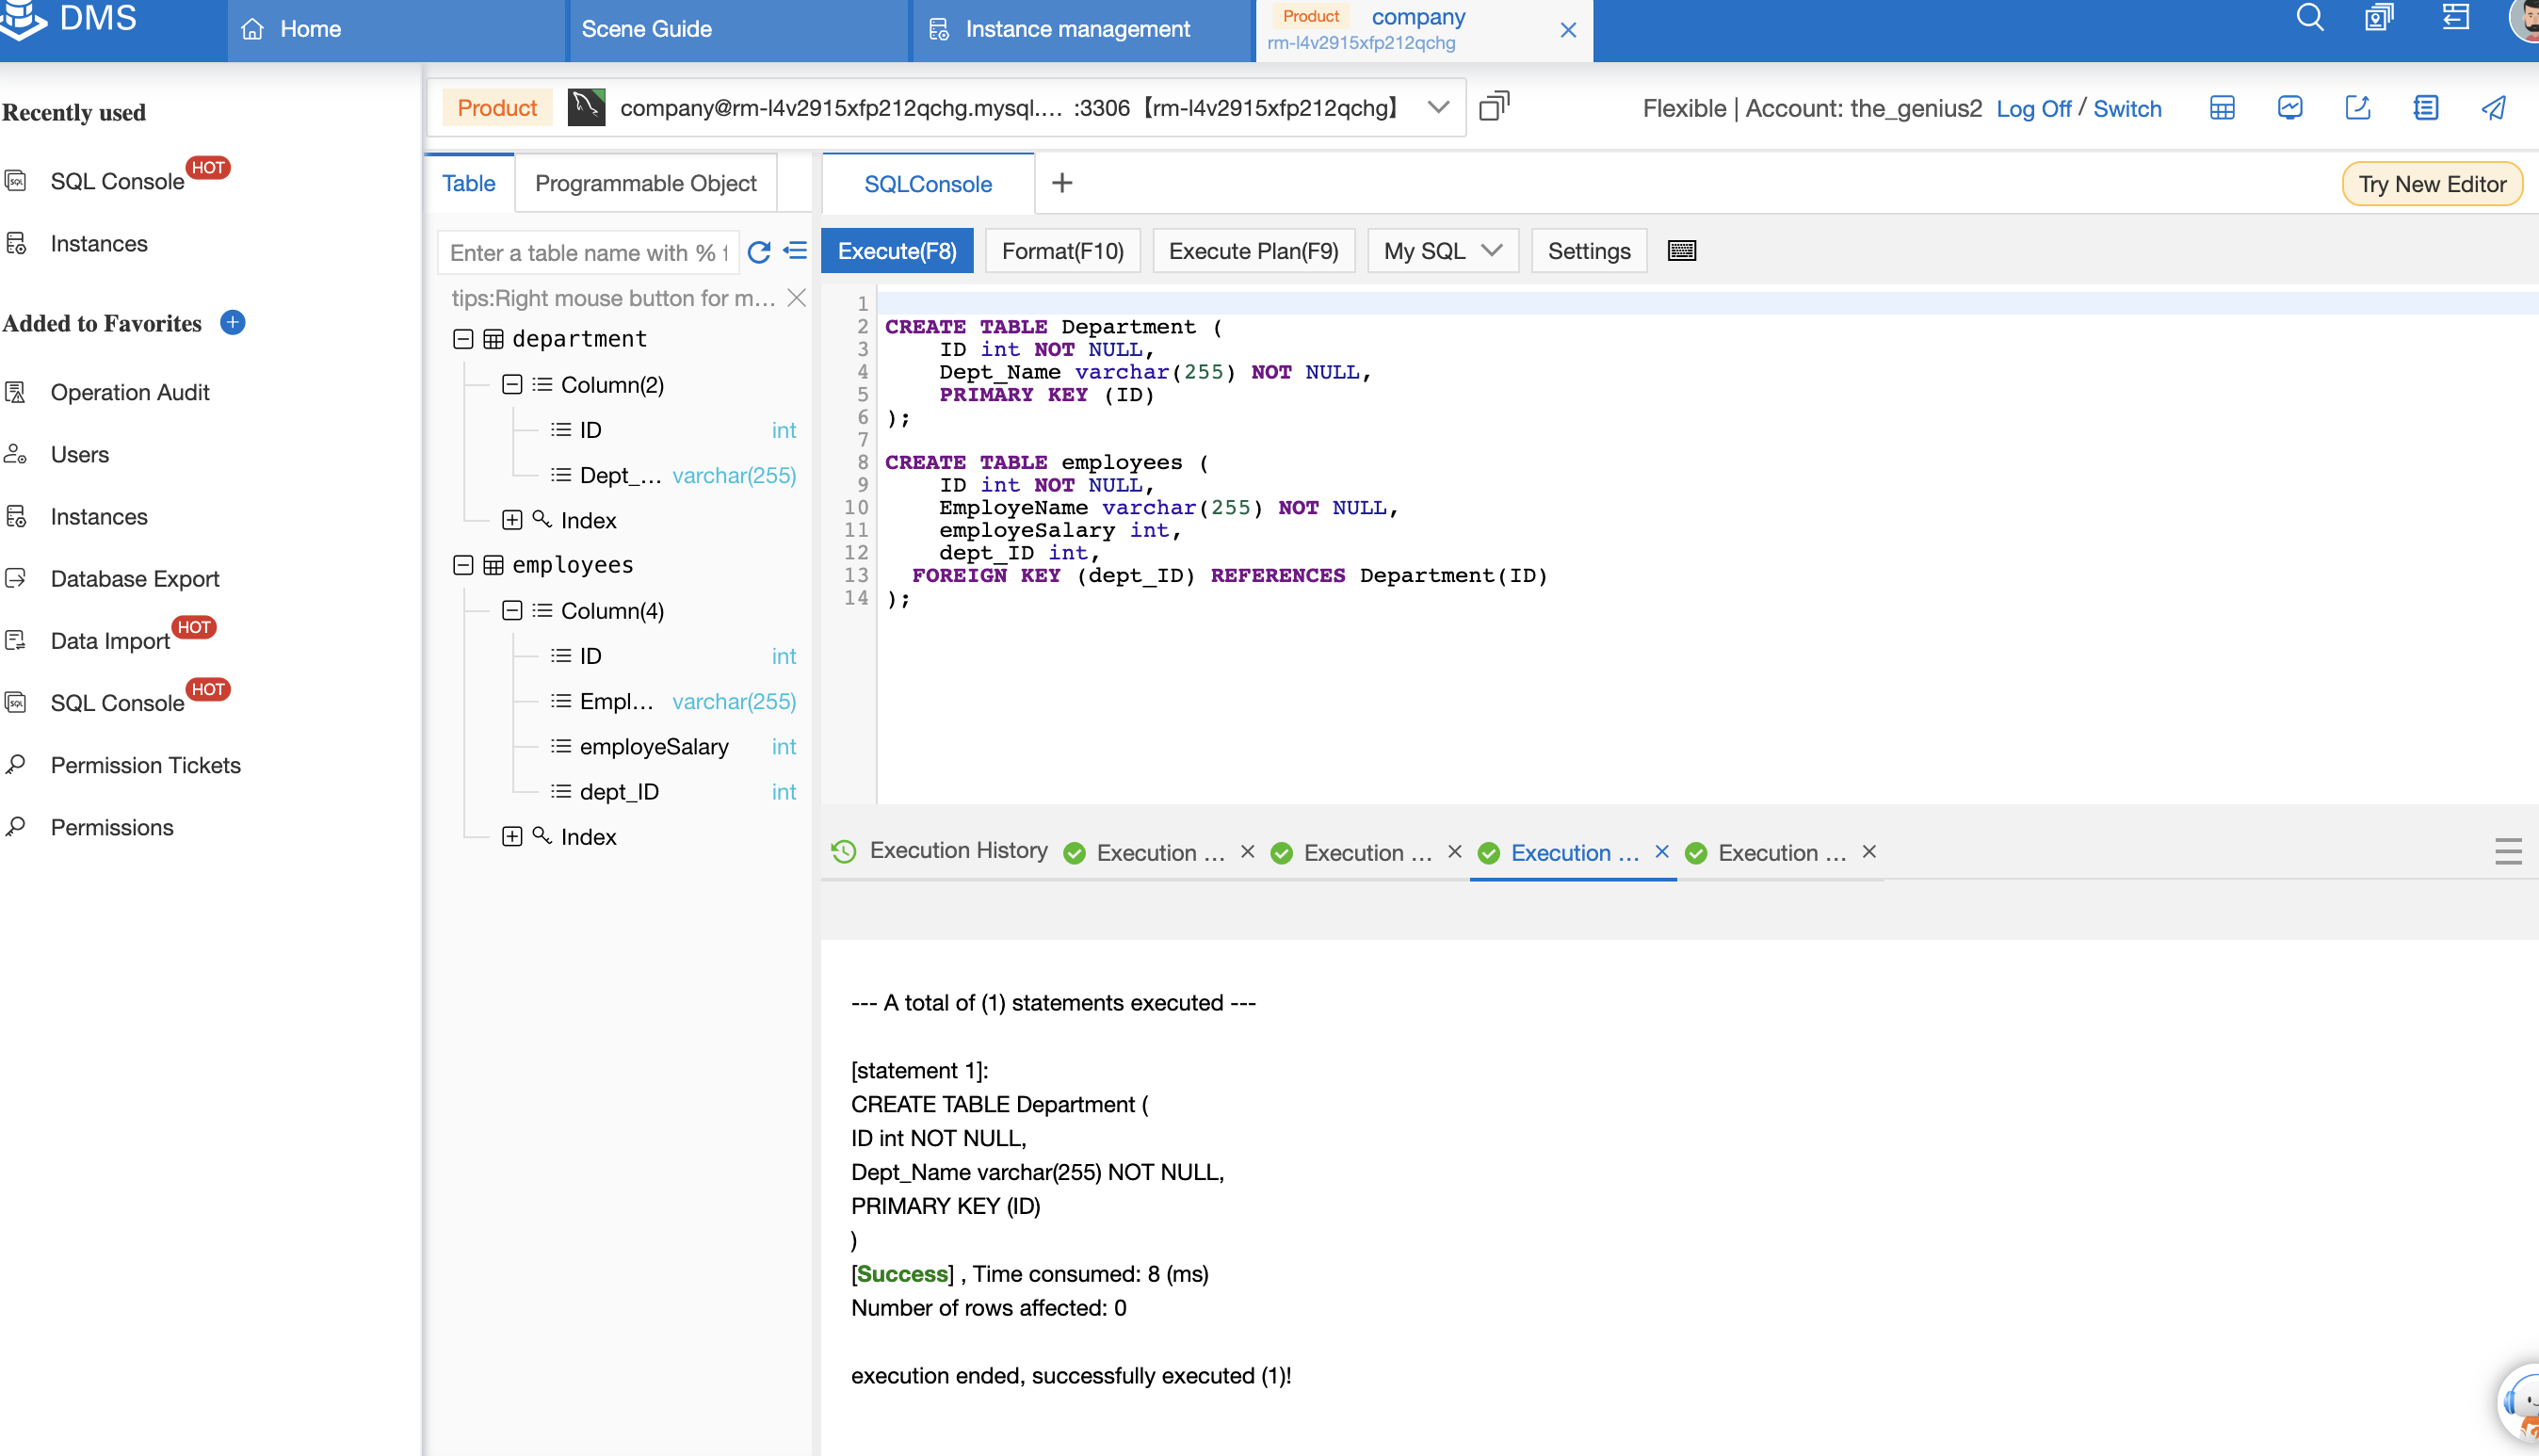 DMS
Home
Scene Guide
Instance management
Product company
rm-l4v2915xfp212qchg
Recently used
SQL Console HOT
Instances
Added to Favorites
Operation Audit
Users
Instances
Database Export
Data Import HOT
SQL Console HOT
Permission Tickets
Permissions
Product company@rm-l4v2915xfp212qchg.mysql.... :3306【rm-l4v2915xfp212qchg】
Flexible | Account: the_genius2 Log Off / Switch
Table Programmable Object
Enter a table name with %
tips:Right mouse button for m...
department
Column(2)
ID int
Dept_... varchar(255)
Index
employees
Column(4)
ID int
Empl... varchar(255)
employeSalary int
dept_ID int
Index
SQLConsole +
Try New Editor
Execute(F8) Format(F10) Execute Plan(F9) My SQL Settings
1
2 CREATE TABLE Department (
3 ID int NOT NULL,
4 Dept_Name varchar(255) NOT NULL,
5 PRIMARY KEY (ID)
6 );
7
8 CREATE TABLE employees (
9 ID int NOT NULL,
10 EmployeName varchar(255) NOT NULL,
11 employeSalary int,
12 dept_ID int,
13 FOREIGN KEY (dept_ID) REFERENCES Department(ID)
14 );
Execution History Execution ... Execution ... Execution ... Execution ...
--- A total of (1) statements executed ---
[statement 1]:
CREATE TABLE Department (
ID int NOT NULL,
Dept_Name varchar(255) NOT NULL,
PRIMARY KEY (ID)
)
[Success] , Time consumed: 8 (ms)
Number of rows affected: 0
execution ended, successfully executed (1)!